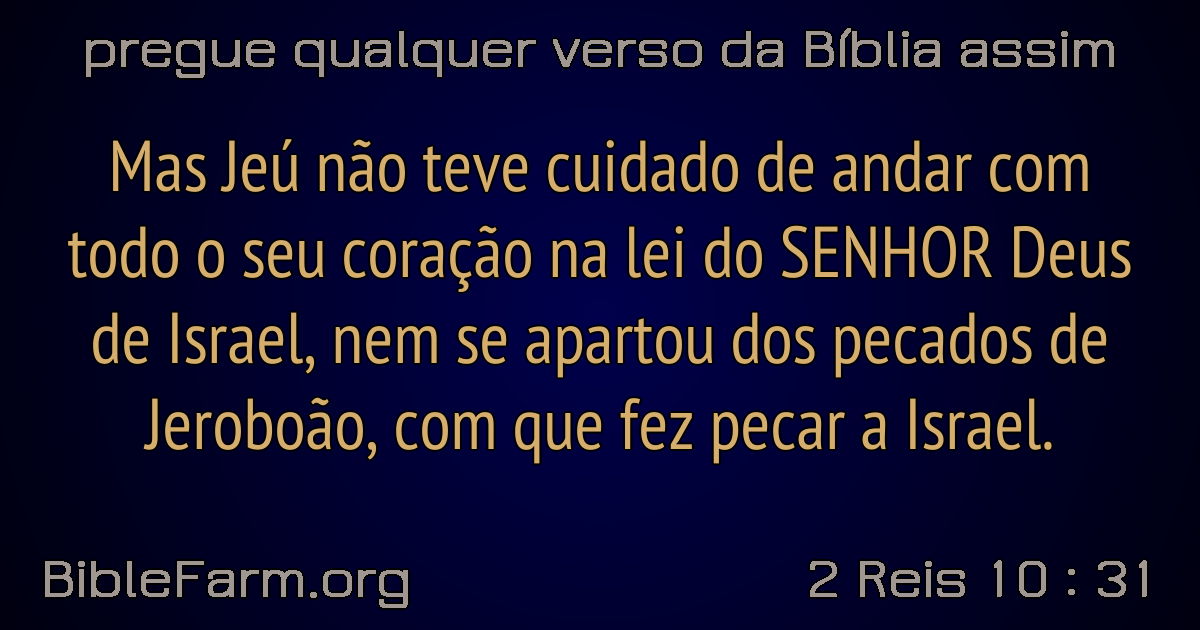 pregue qualquer verso da Bíblia assim
Mas Jeú não teve cuidado de andar com
todo o seu coração na lei do SENHOR Deus
de Israel, nem se apartou dos pecados de
Jeroboão, com que fez pecar a Israel.
BibleFarm.org
2 Reis 10 : 31